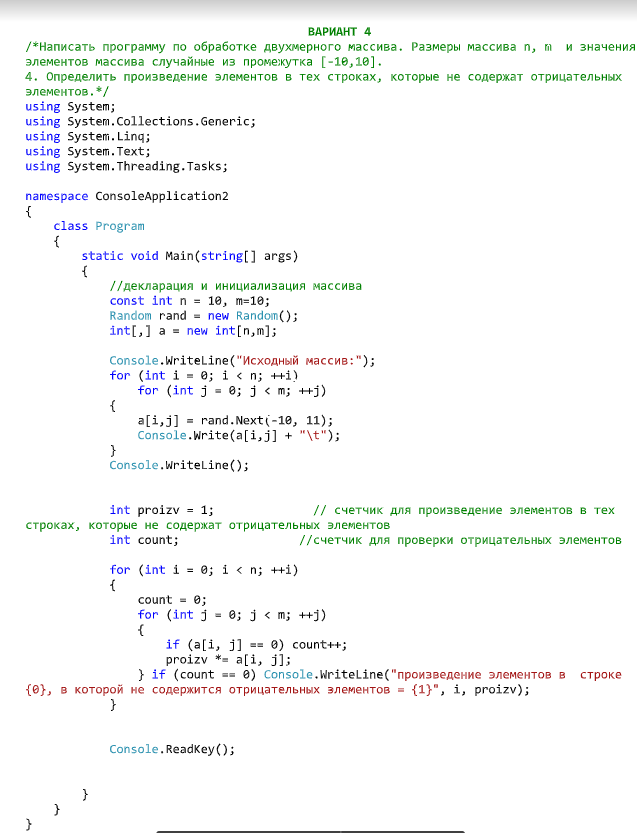 ВАРИАНТ 4
/*Написать программу по обработке двухмерного массива. Размеры массива n, m  и значения
элементов массива случайные из промежутка [-10,10].
4. Определить произведение элементов в тех строках, которые не содержат отрицательных
элементов.*/
using System;
using System.Collections.Generic;
using System.Linq;
using System.Text;
using System.Threading.Tasks;
namespace ConsoleApplication2
{
class Program
{
static void Main(string[] args)
{
//декларация и инициализация массива
const int n = 10, m=10;
Random rand = new Random();
int[,] a = new int[n,m];
Console.WriteLine("Исходный массив:");
for (int i = 0; i < n; ++i)
for (int j = 0; j < m; ++j)
{
a[i,j] = rand.Next(-10, 11);
Console.Write(a[i,j] + "\t");
}
Console.WriteLine();
int proizv = 1; // счетчик для произведение элементов в тех
строках, которые не содержат отрицательных элементов
int count; //счетчик для проверки отрицательных элементов
for (int i = 0; i < n; ++i)
{
count = 0;
for (int j = 0; j < m; ++j)
{
if (a[i, j] == 0) count++;
proizv *= a[i, j];
} if (count == 0) Console.WriteLine("произведение элементов в  строке
{0}, в которой не содержится отрицательных элементов = {1}", i, proizv);
}
Console.ReadKey();
}
}
}